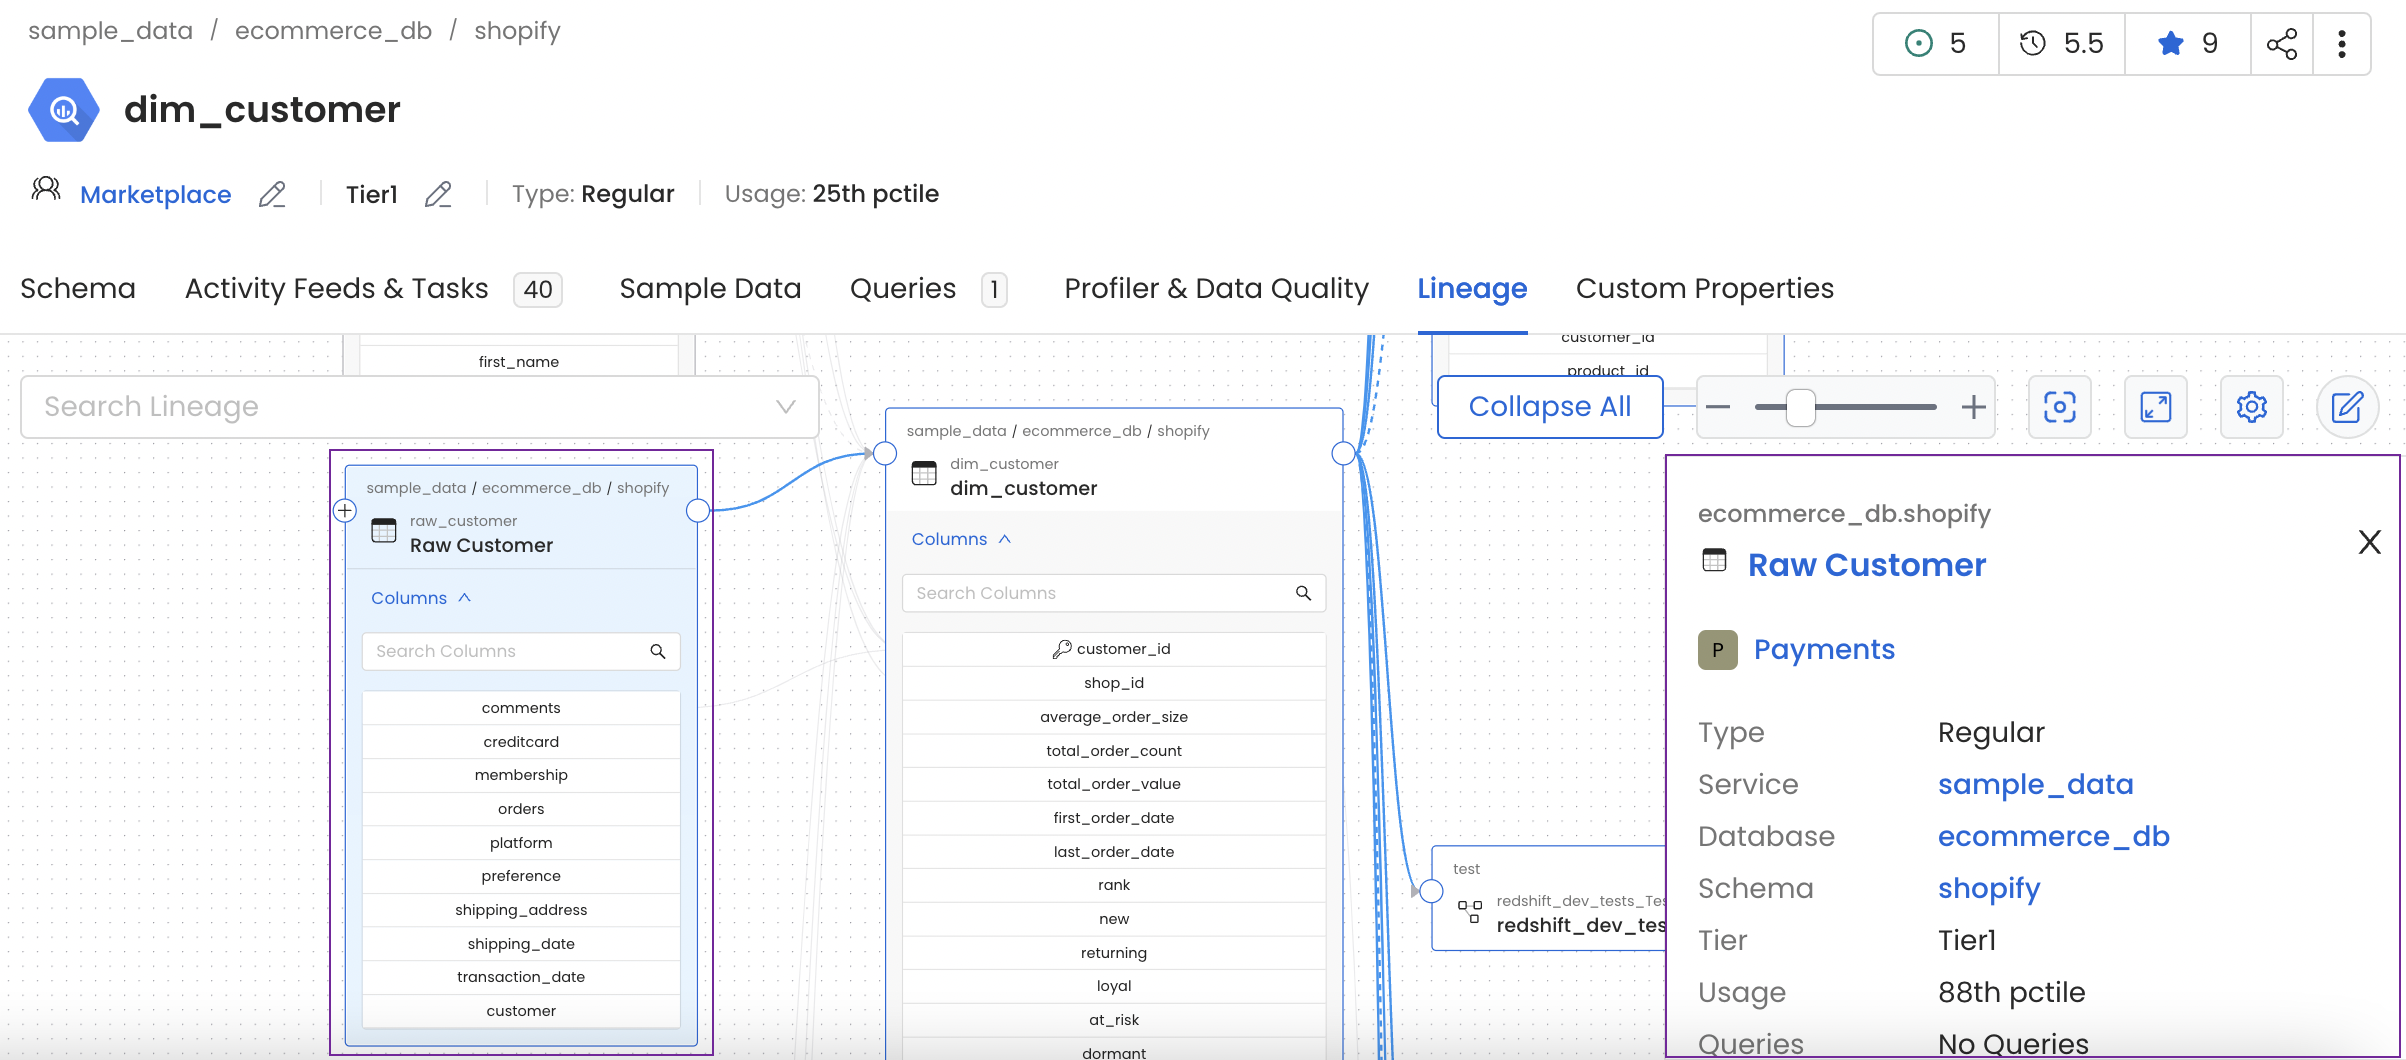 sample_data / ecommerce_db / shopify
5
5.5
9
dim_customer
Marketplace
Tier1
Type: Regular
Usage: 25th pctile
Schema
Activity Feeds & Tasks 40
Sample Data
Queries 1
Profiler & Data Quality
Lineage
Custom Properties
first_name
Search Lineage
sample_data / ecommerce_db / shopify
raw_customer
Raw Customer
Columns
Search Columns
comments
creditcard
membership
orders
platform
preference
shipping_address
shipping_date
transaction_date
customer
sample_data / ecommerce_db / shopify
dim_customer
dim_customer
Columns
Search Columns
customer_id
shop_id
average_order_size
total_order_count
total_order_value
first_order_date
last_order_date
rank
new
returning
loyal
at_risk
dormant
customer_id
product_id
Collapse All
test
redshift_dev_tests_Tes
redshift_dev_tes
ecommerce_db.shopify
Raw Customer
X
P Payments
Type Regular
Service sample_data
Database ecommerce_db
Schema shopify
Tier Tier1
Usage 88th pctile
Queries No Queries